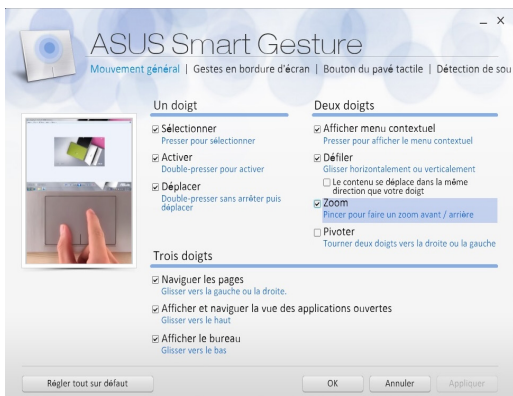 ASUS Smart Gesture
Mouvement général | Gestes en bordure d'écran | Bouton du pavé tactile | Détection de sou
Un doigt
Sélectionner
Presser pour sélectionner
Activer
Double-presser pour activer
Déplacer
Double-presser sans arrêter puis
déplacer
Deux doigts
Afficher menu contextuel
Presser pour afficher le menu contextuel
Défiler
Glisser horizontalement ou verticalement
Le contenu se déplace dans la même
direction que votre doigt
Zoom
Pincer pour faire un zoom avant / arrière
Pivoter
Tourner deux doigts vers la droite ou la gauche
Trois doigts
Naviguer les pages
Glisser vers la gauche ou la droite.
Afficher et naviguer la vue des applications ouvertes
Glisser vers le haut
Afficher le bureau
Glisser vers le bas
Régler tout sur défaut
OK
Annuler
Appliquer